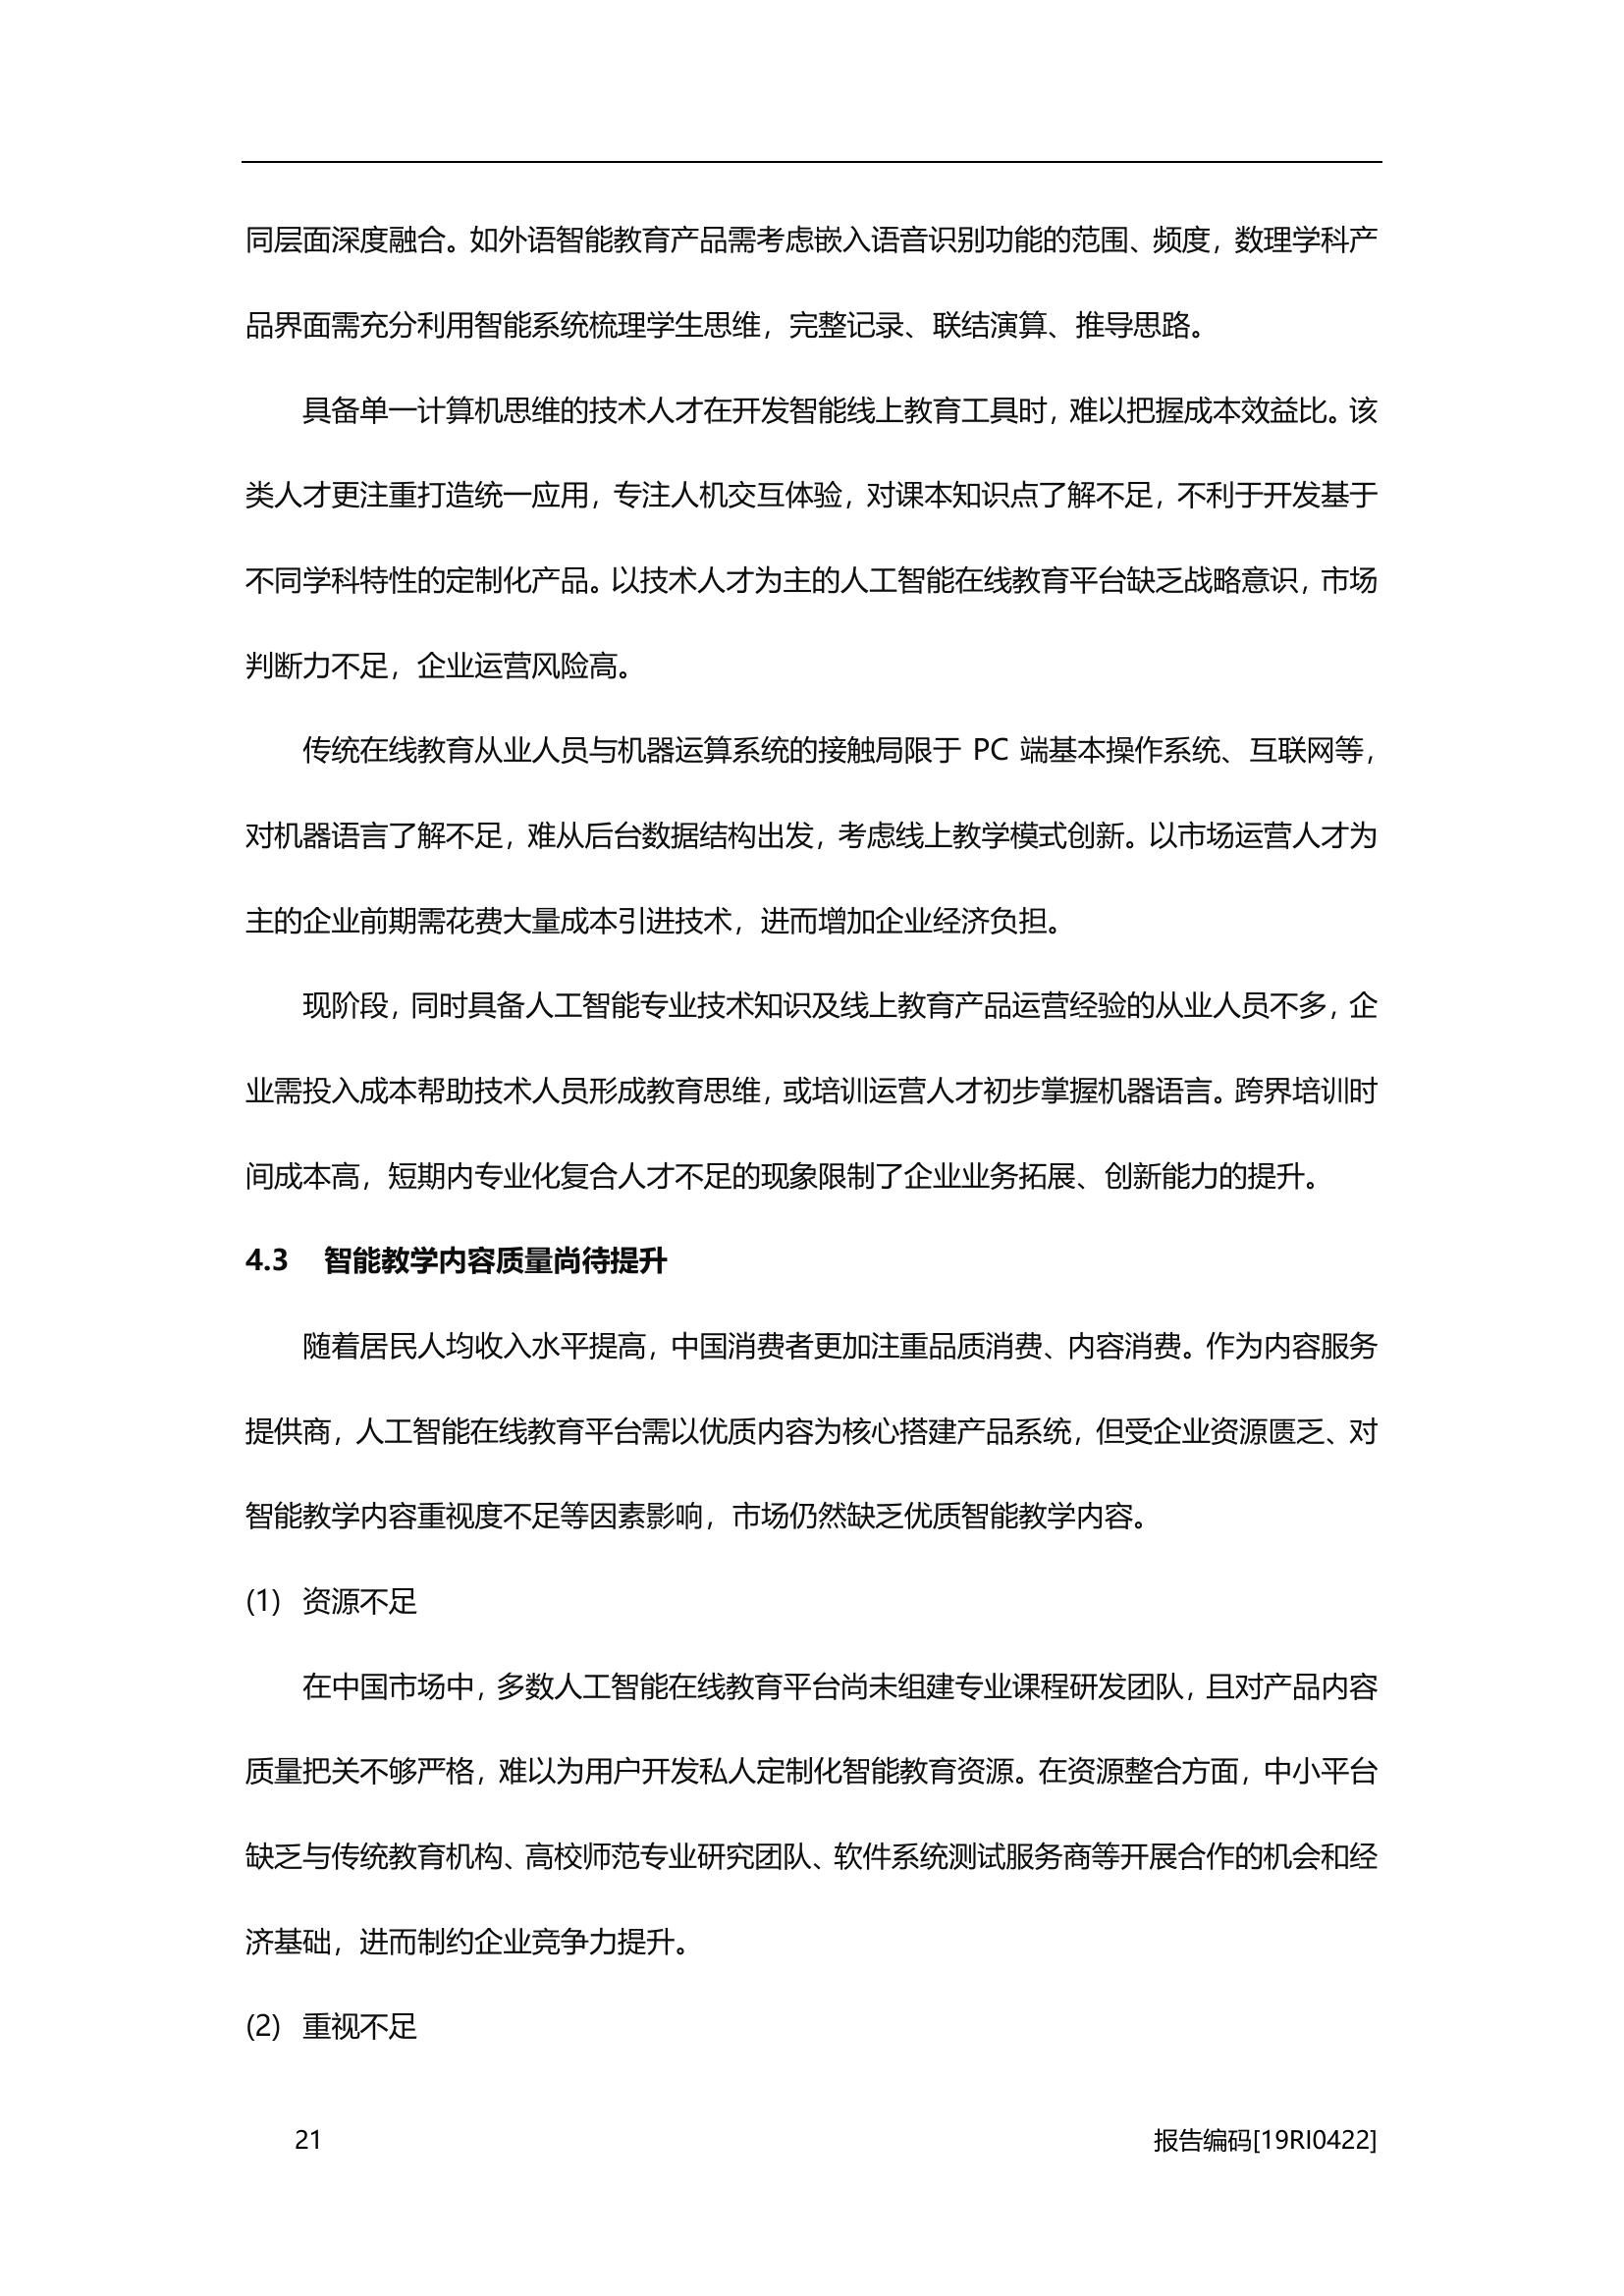 同层面深度融合。如外语智能教育产品需考虑嵌入语音识别功能的范围、频度，数理学科产
品界面需充分利用智能系统梳理学生思维，完整记录、联结演算、推导思路。
具备单一计算机思维的技术人才在开发智能线上教育工具时，难以把握成本效益比。该
类人才更注重打造统一应用，专注人机交互体验，对课本知识点了解不足，不利于开发基于
不同学科特性的定制化产品。以技术人才为主的人工智能在线教育平台缺乏战略意识，市场
判断力不足，企业运营风险高。
传统在线教育从业人员与机器运算系统的接触局限于 PC 端基本操作系统、互联网等，
对机器语言了解不足，难从后台数据结构出发，考虑线上教学模式创新。以市场运营人才为
主的企业前期需花费大量成本引进技术，进而增加企业经济负担。
现阶段，同时具备人工智能专业技术知识及线上教育产品运营经验的从业人员不多，企
业需投入成本帮助技术人员形成教育思维，或培训运营人才初步掌握机器语言。跨界培训时
间成本高，短期内专业化复合人才不足的现象限制了企业业务拓展、创新能力的提升。
4.3 智能教学内容质量尚待提升
随着居民人均收入水平提高，中国消费者更加注重品质消费、内容消费。作为内容服务
提供商，人工智能在线教育平台需以优质内容为核心搭建产品系统，但受企业资源匮乏、对
智能教学内容重视度不足等因素影响，市场仍然缺乏优质智能教学内容。
(1) 资源不足
在中国市场中，多数人工智能在线教育平台尚未组建专业课程研发团队，且对产品内容
质量把关不够严格，难以为用户开发私人定制化智能教育资源。在资源整合方面，中小平台
缺乏与传统教育机构、高校师范专业研究团队、软件系统测试服务商等开展合作的机会和经
济基础，进而制约企业竞争力提升。
(2) 重视不足
21 报告编码[19RI0422]